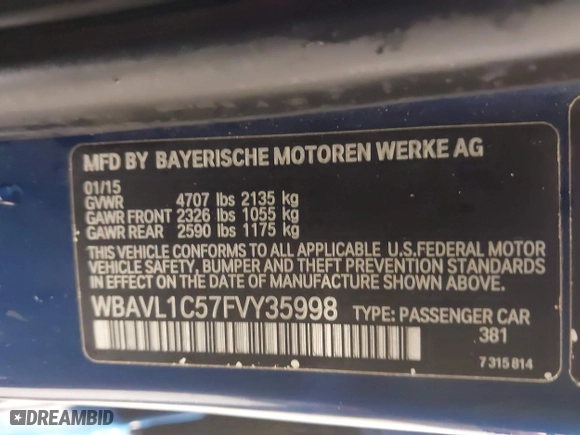 MFD BY BAYERISCHE MOTOREN WERKE AG
01/15
GVWR 4707 lbs 2135 kg
GAWR FRONT 2326 lbs 1055 kg
GAWR REAR 2590 lbs 1175 kg
THIS VEHICLE CONFORMS TO ALL APPLICABLE U.S.FEDERAL MOTOR
VEHICLE SAFETY, BUMPER AND THEFT PREVENTION STANDARDS
IN EFFECT ON THE DATE OF MANUFACTURE SHOWN ABOVE.
WBAVL1C57FVY35998 TYPE: PASSENGER CAR
381
7 315 814
DREAMBID